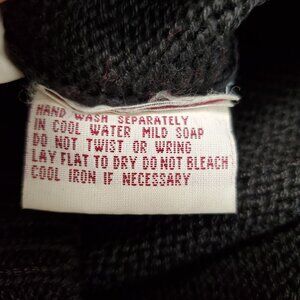 HAND WASH SEPARATELY
IN COOL WATER MILD SOAP
DO NOT TWIST OR WRING
LAY FLAT TO DRY DO NOT BLEACH
COOL IRON IF NECESSARY